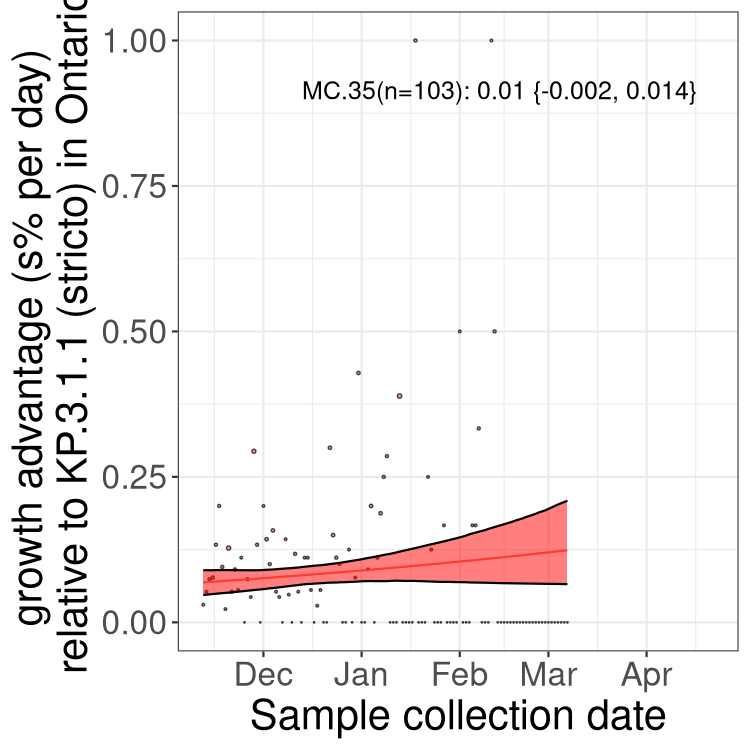 growth advantage (s% per day)
relative to KP.3.1.1 (stricto) in Ontario
1.00
0.75
0.50
0.25
0.00
MC.35(n=103): 0.01 {-0.002, 0.014}
Dec Jan Feb Mar Apr
Sample collection date